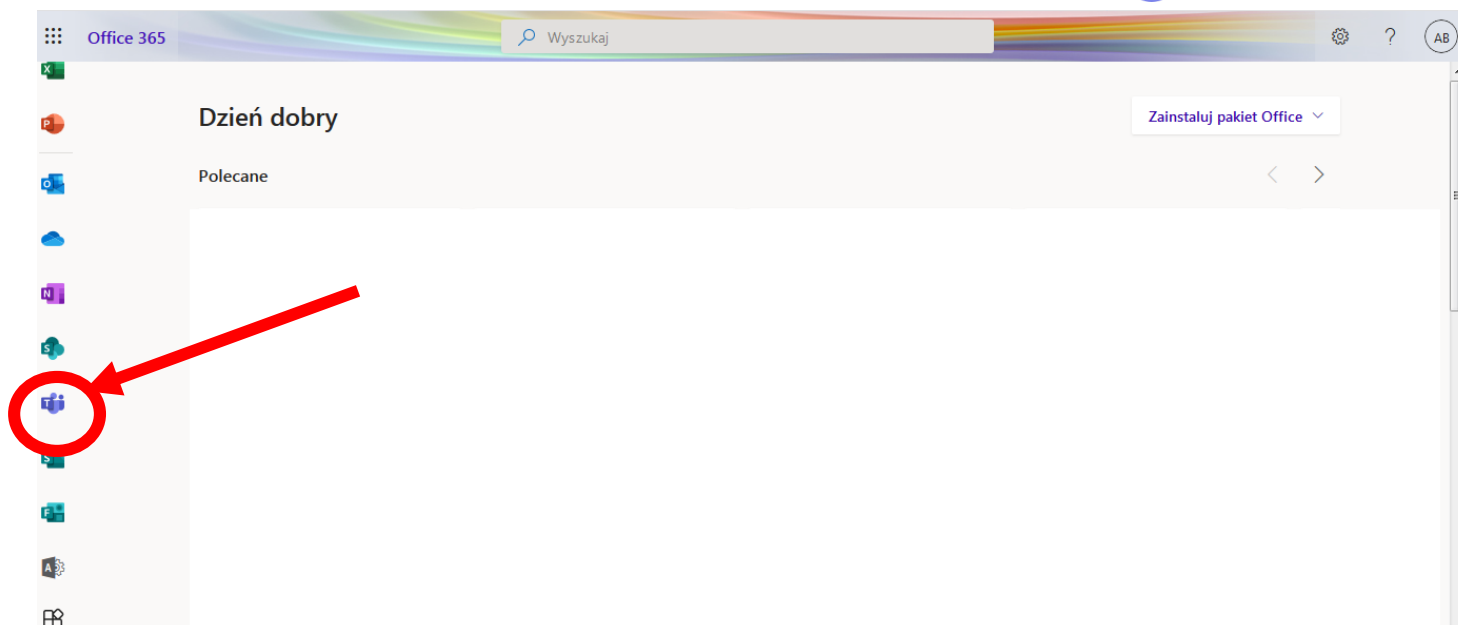 Office 365
Wyszukaj
?
AB
X
P
Dzień dobry
Zainstaluj pakiet Office
O
Polecane
N
S
T
S
F
A